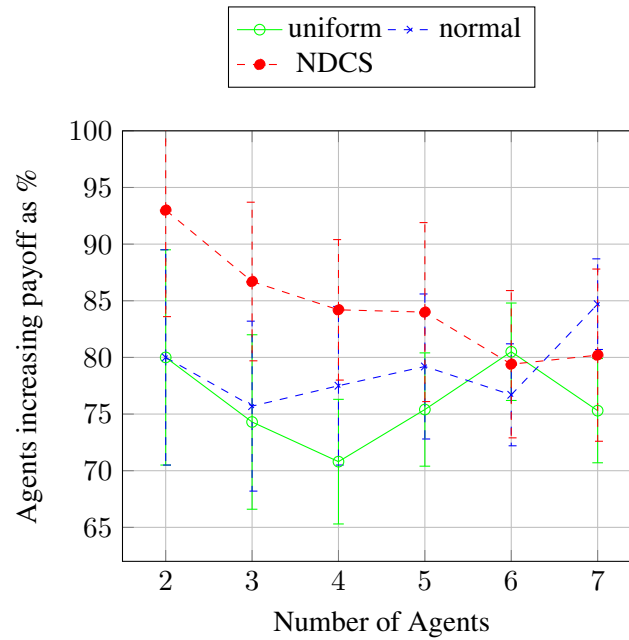 uniform normal
NDCS
100
95
90
85
80
75
70
65
Agents increasing payoff as %
2 3 4 5 6 7
Number of Agents